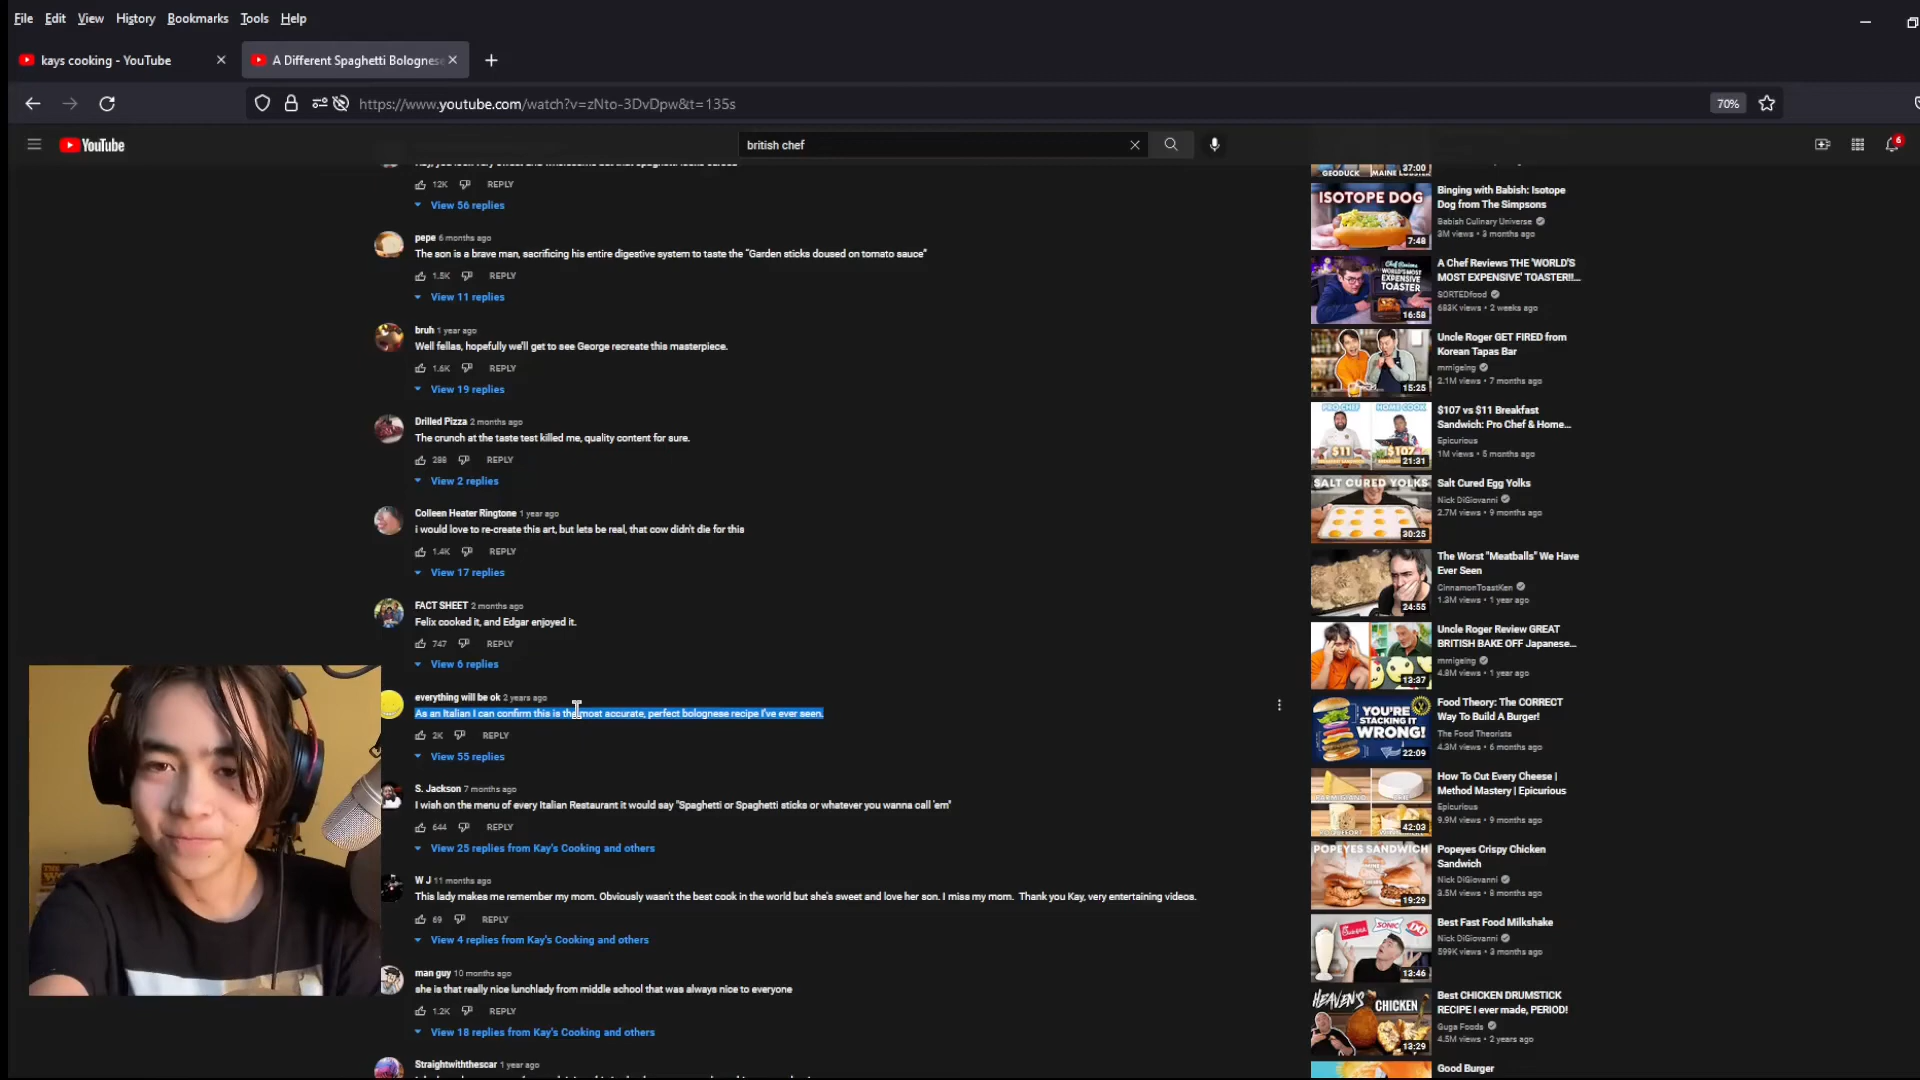 File Edit View History Bookmarks Tools Help
kays cooking - YouTube
A Different Spaghetti Bolognese
https://www.youtube.com/watch?v=zNto-3DvDpw&t=135s
70%
YouTube
british chef
6
12K REPLY
View 56 replies
pepe 6 months ago
The son is a brave man, sacrificing his entire digestive system to taste the "Garden sticks doused on tomato sauce"
1.5K REPLY
View 11 replies
bruh 1 year ago
Well fellas, hopefully we'll get to see George recreate this masterpiece.
1.6K REPLY
View 19 replies
Drilled Pizza 2 months ago
The crunch at the taste test killed me, quality content for sure.
288 REPLY
View 2 replies
Colleen Heater Ringtone 1 year ago
i would love to re-create this art, but lets be real, that cow didn't die for this
1.4K REPLY
View 17 replies
FACT SHEET 2 months ago
Felix cooked it, and Edgar enjoyed it.
747 REPLY
View 6 replies
everything will be ok 2 years ago
As an Italian I can confirm this is the most accurate, perfect bolognese recipe I've ever seen.
2K REPLY
View 55 replies
S. Jackson 7 months ago
I wish on the menu of every Italian Restaurant it would say "Spaghetti or Spaghetti sticks or whatever you wanna call 'em"
644 REPLY
View 25 replies from Kay's Cooking and others
W J 11 months ago
This lady makes me remember my mom. Obviously wasn't the best cook in the world but she's sweet and love her son. I miss my mom. Thank you Kay, very entertaining videos.
69 REPLY
View 4 replies from Kay's Cooking and others
man guy 10 months ago
she is that really nice lunchlady from middle school that was always nice to everyone
1.2K REPLY
View 18 replies from Kay's Cooking and others
Straightwiththescar 1 year ago
GEODUCK MAINE LOBSTER
37:00
ISOTOPE DOG
7:48
Binging with Babish: Isotope
Dog from The Simpsons
Babish Culinary Universe
3M views • 3 months ago
WORLD'S
MOST
EXPENSIVE
TOASTER
16:58
A Chef Reviews THE 'WORLD'S
MOST EXPENSIVE' TOASTER!!...
SORTEDfood
683K views • 2 weeks ago
15:25
Uncle Roger GET FIRED from
Korean Tapas Bar
mrnigelng
2.1M views • 7 months ago
PRO CHEF HOME COOK
$11 $107
21:31
$107 vs $11 Breakfast
Sandwich: Pro Chef & Home...
Epicurious
1M views • 5 months ago
SALT CURED YOLKS
30:25
Salt Cured Egg Yolks
Nick DiGiovanni
2.7M views • 9 months ago
24:55
The Worst "Meatballs" We Have
Ever Seen
CinnamonToastKen
1.3M views • 1 year ago
13:37
Uncle Roger Review GREAT
BRITISH BAKE OFF Japanese...
mrnigelng
4.8M views • 1 year ago
YOU'RE
STACKING IT
WRONG!
22:09
Food Theory: The CORRECT
Way To Build A Burger!
The Food Theorists
4.3M views • 6 months ago
42:03
How To Cut Every Cheese |
Method Mastery | Epicurious
Epicurious
9.9M views • 9 months ago
POPEYES SANDWICH
19:29
Popeyes Crispy Chicken
Sandwich
Nick DiGiovanni
3.5M views • 8 months ago
SONIC DQ
13:46
Best Fast Food Milkshake
Nick DiGiovanni
599K views • 3 months ago
HEAVEN'S
CHICKEN
13:29
Best CHICKEN DRUMSTICK
RECIPE I ever made, PERIOD!
Guga Foods
4.5M views • 2 years ago
Good Burger